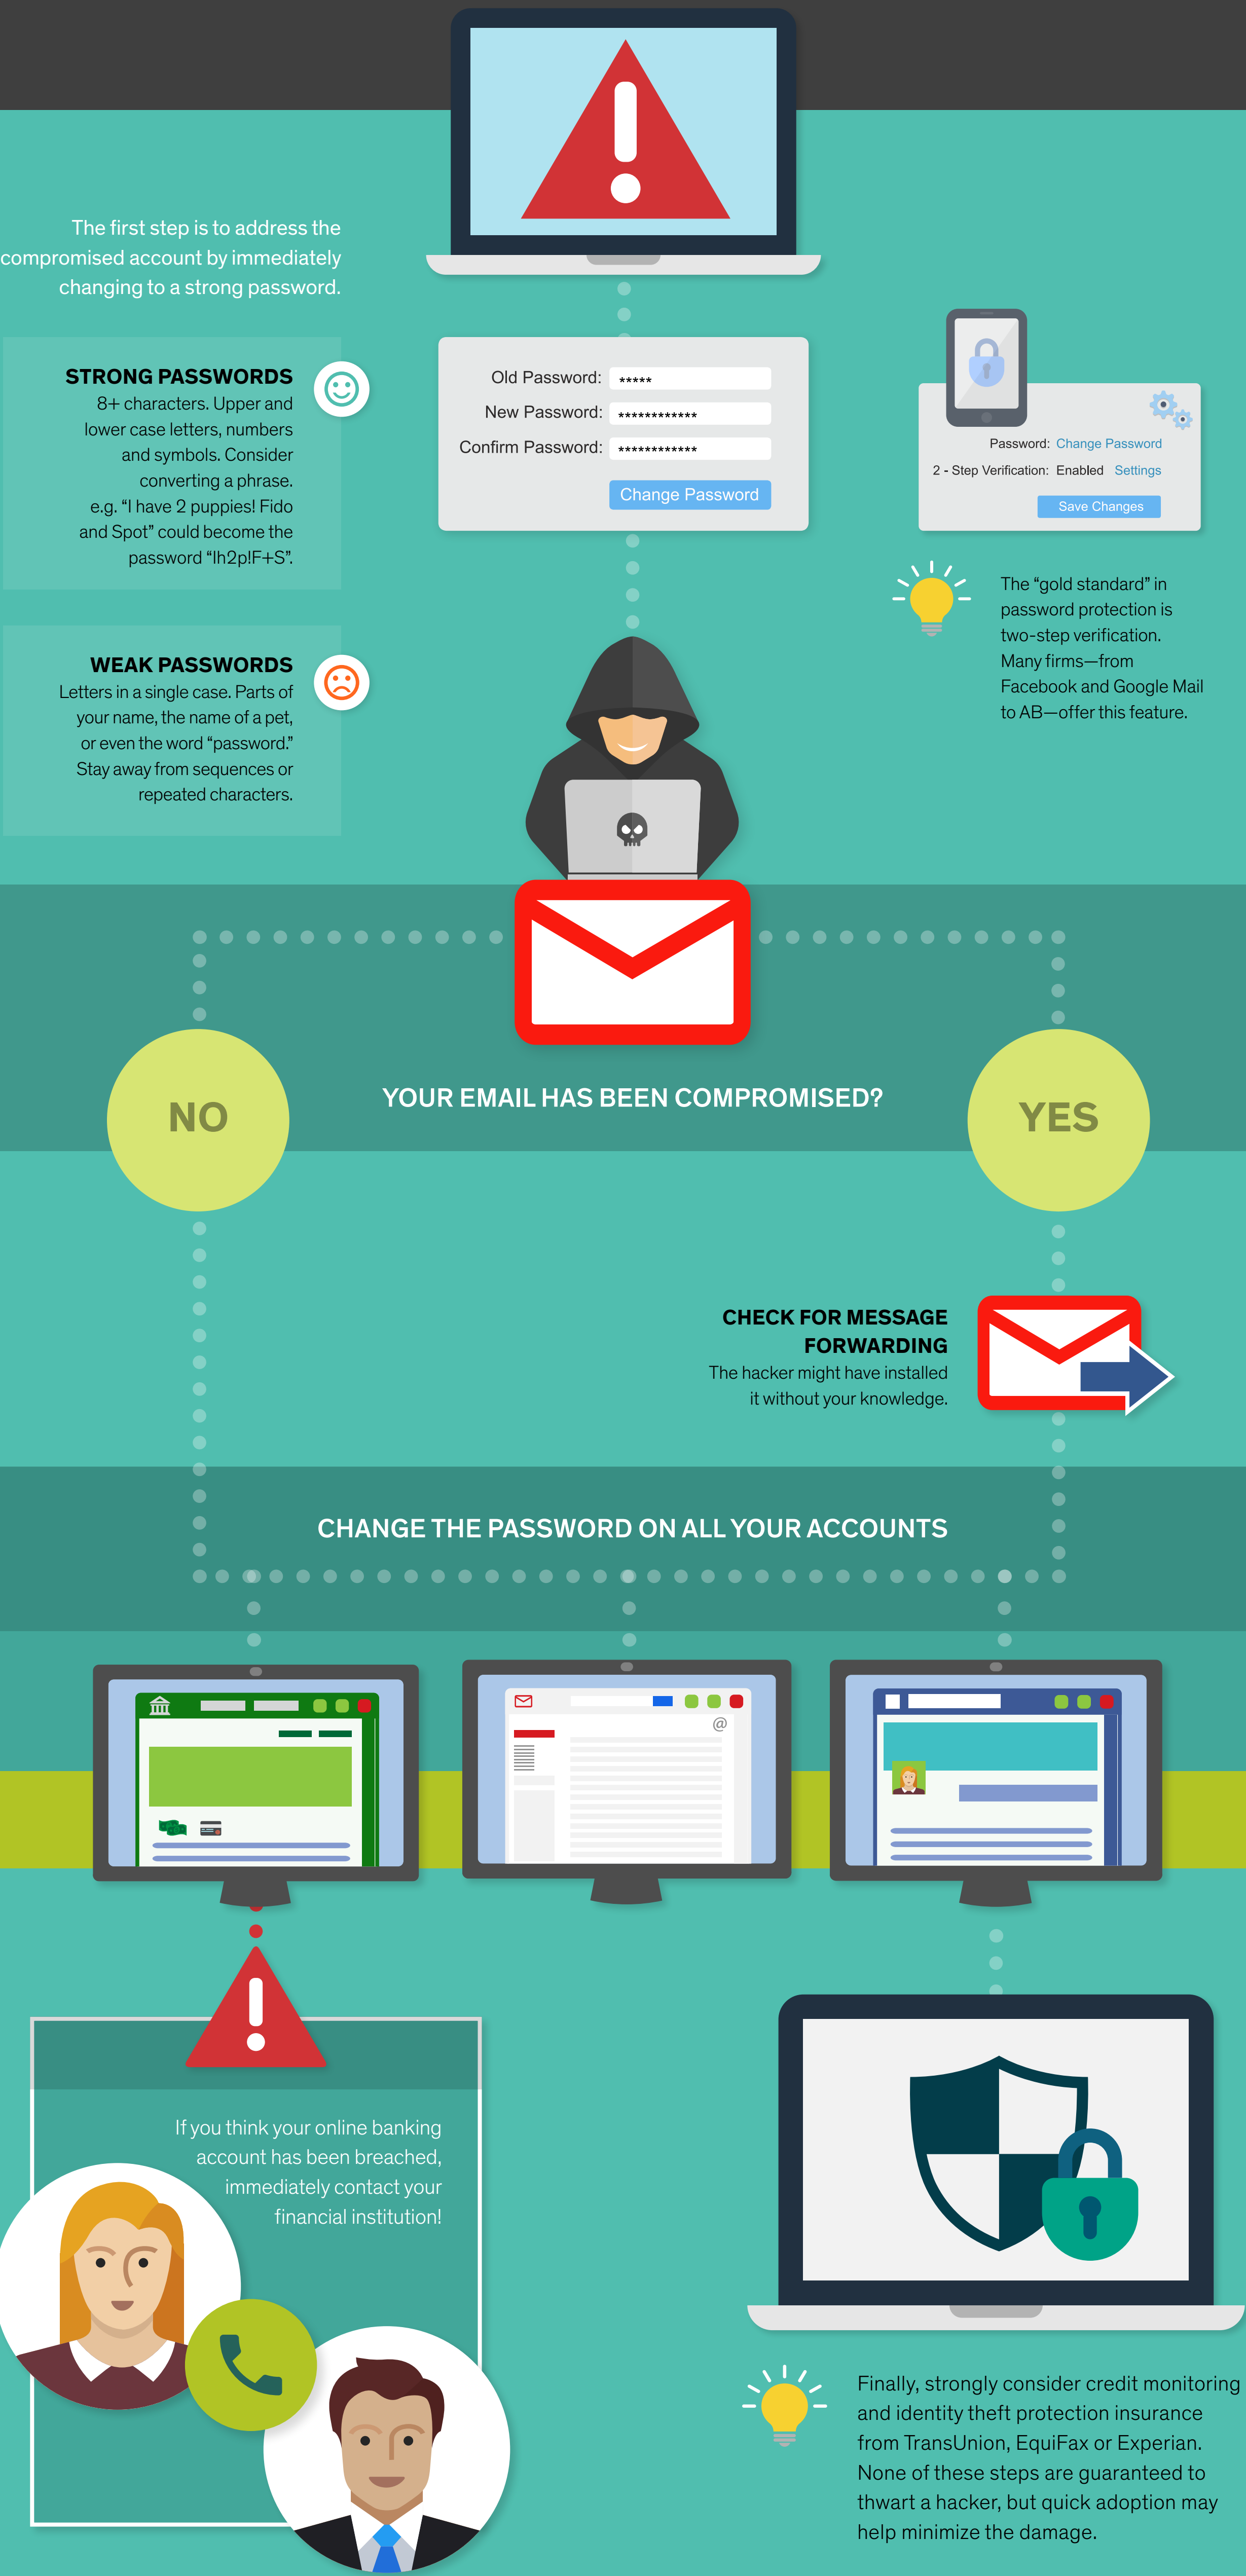 The first step is to address the
compromised account by immediately
changing to a strong password.
STRONG PASSWORDS
8+ characters. Upper and
lower case letters, numbers
and symbols. Consider
converting a phrase.
e.g. “I have 2 puppies! Fido
and Spot” could become the
password “Ih2p!F+S”.
WEAK PASSWORDS
Letters in a single case. Parts of
your name, the name of a pet,
or even the word “password.”
Stay away from sequences or
repeated characters.
Old Password: *****
New Password: ************
Confirm Password: ************
Change Password
Password: Change Password
2 - Step Verification: Enabled Settings
Save Changes
The “gold standard” in
password protection is
two-step verification.
Many firms—from
Facebook and Google Mail
to AB—offer this feature.
NO
YOUR EMAIL HAS BEEN COMPROMISED?
YES
CHECK FOR MESSAGE
FORWARDING
The hacker might have installed
it without your knowledge.
CHANGE THE PASSWORD ON ALL YOUR ACCOUNTS
@
If you think your online banking
account has been breached,
immediately contact your
financial institution!
Finally, strongly consider credit monitoring
and identity theft protection insurance
from TransUnion, EquiFax or Experian.
None of these steps are guaranteed to
thwart a hacker, but quick adoption may
help minimize the damage.